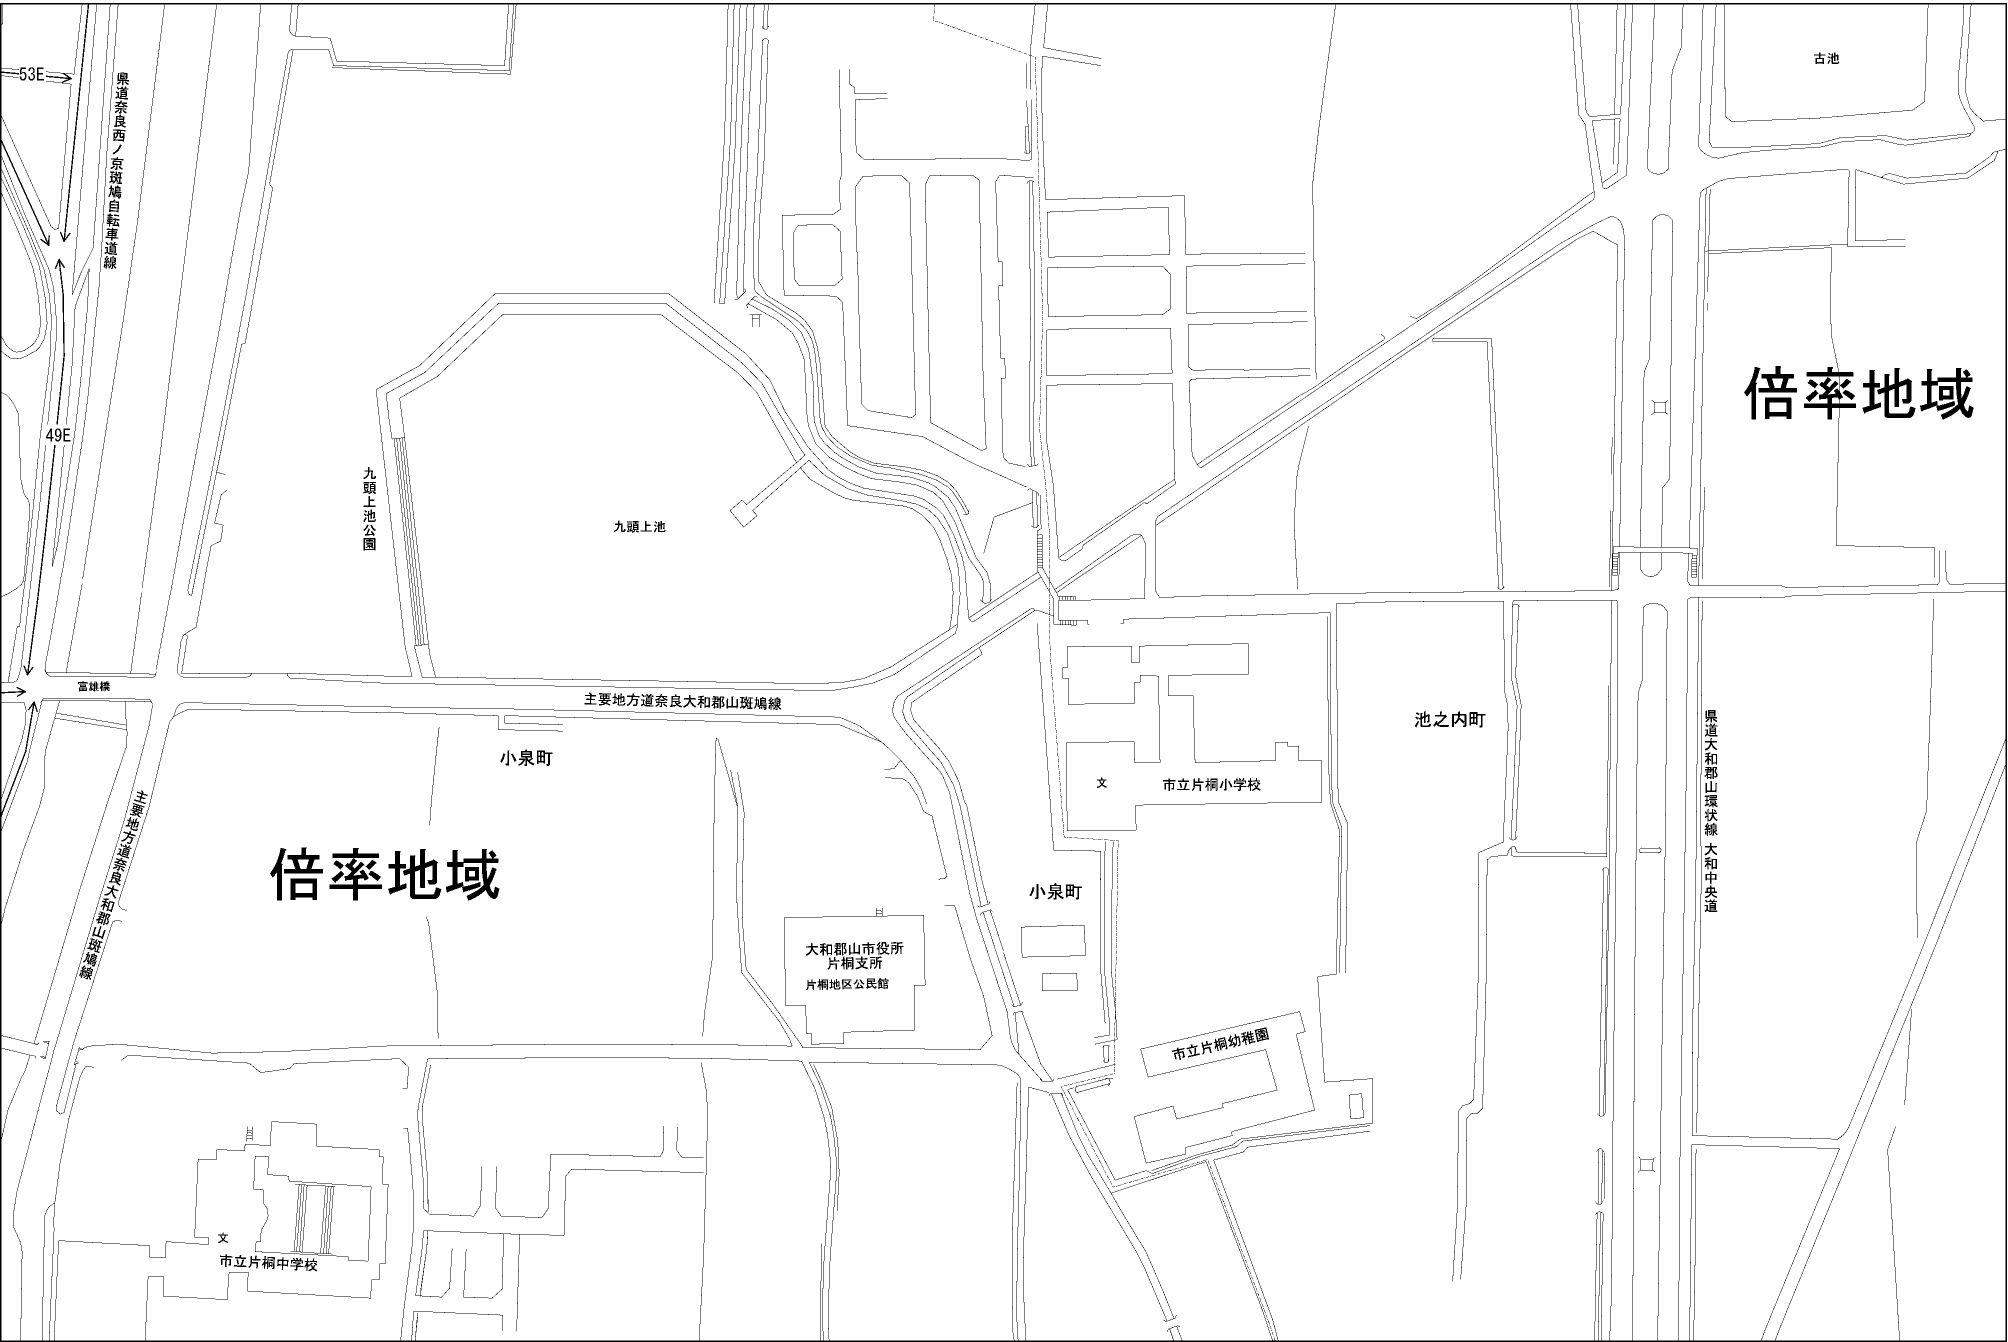 53E
県道奈良西ノ京斑鳩自転車道線
古池
倍率地域
49E
九頭上池公園
九頭上池
富雄橋
主要地方道奈良大和郡山斑鳩線
小泉町
池之内町
県道大和郡山環状線 大和中央道
文
市立片桐小学校
主要地方道奈良大和郡山斑鳩線
倍率地域
小泉町
大和郡山市役所
片桐支所
片桐地区公民館
市立片桐幼稚園
文
市立片桐中学校